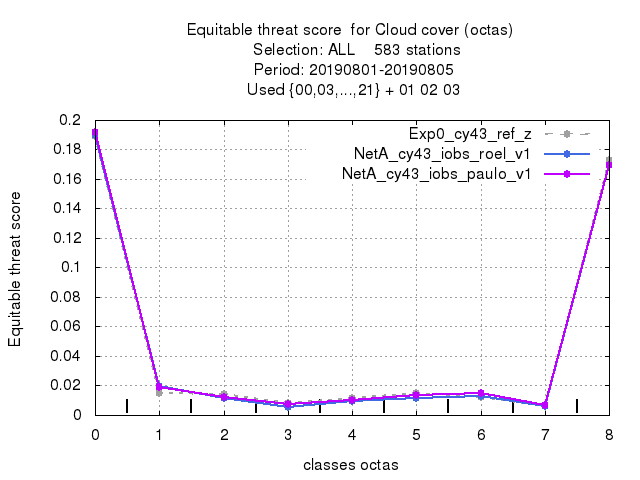 Equitable threat score  for Cloud cover (octas)
Selection: ALL    583 stations
Period: 20190801-20190805
Used {00,03,...,21} + 01 02 03
Exp0_cy43_ref_z
NetA_cy43_iobs_roel_v1
NetA_cy43_iobs_paulo_v1
Equitable threat score
0.2
0.18
0.16
0.14
0.12
0.1
0.08
0.06
0.04
0.02
0
0 1 2 3 4 5 6 7 8
classes octas